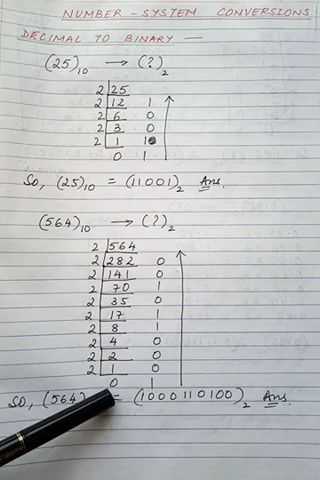 NUMBER-SYSTEM CONVERSIONS
DECIMAL TO BINARY —
(25)₁₀ → (?)₂
2 25
2 12 1
2 6 0
2 3 0
2 1 1
0 1
So, (25)₁₀ = (11001)₂ Ans.
(564)₁₀ → (?)₂
2 564
2 282 0
2 141 0
2 70 1
2 35 0
2 17 1
2 8 1
2 4 0
2 2 0
2 1 0
0 1
So, (564) = (1000110100)₂ Ans.